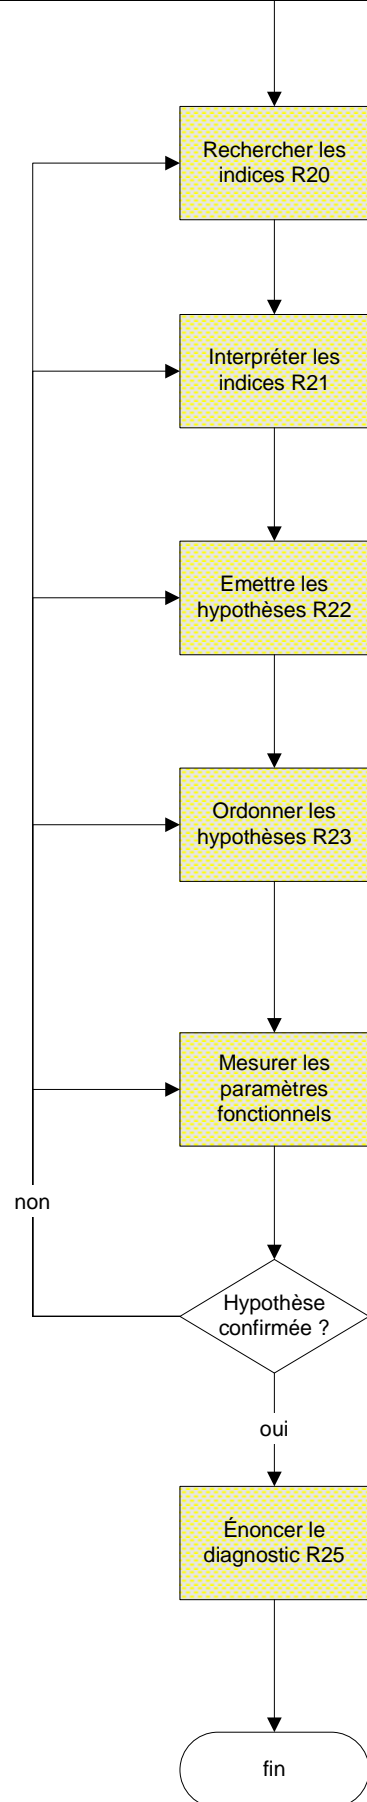 Rechercher les
indices R20
Interpréter les
indices R21
Emettre les
hypothèses R22
Ordonner les
hypothèses R23
Mesurer les
paramètres
fonctionnels
non
Hypothèse
confirmée ?
oui
Énoncer le
diagnostic R25
fin